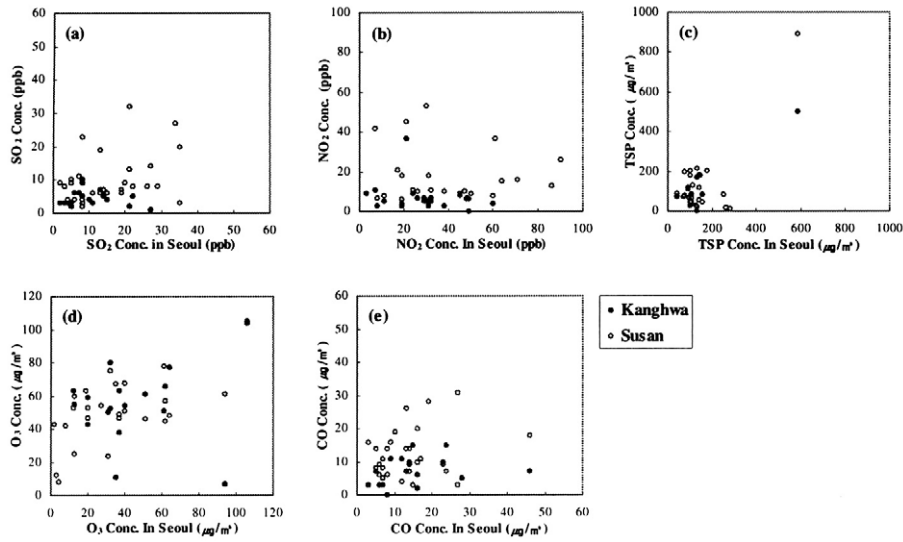 (a)
SO₂ Conc. (ppb)
60
50
40
30
20
10
0
0 10 20 30 40 50 60
SO₂ Conc. in Seoul (ppb)
(b)
NO₂ Conc. (ppb)
100
80
60
40
20
0
0 20 40 60 80 100
NO₂ Conc. In Seoul (ppb)
(c)
TSP Conc. ( μg/㎥)
1000
800
600
400
200
0
0 200 400 600 800 1000
TSP Conc. In Seoul (μg/㎥)
(d)
O₃ Conc. (μg/㎥)
120
100
80
60
40
20
0
0 20 40 60 80 100 120
O₃ Conc. In Seoul (μg/㎥)
(e)
CO Conc. ( μg/㎥)
60
50
40
30
20
10
0
0 10 20 30 40 50 60
CO Conc. In Seoul (μg/㎥)
Kanghwa
Susan